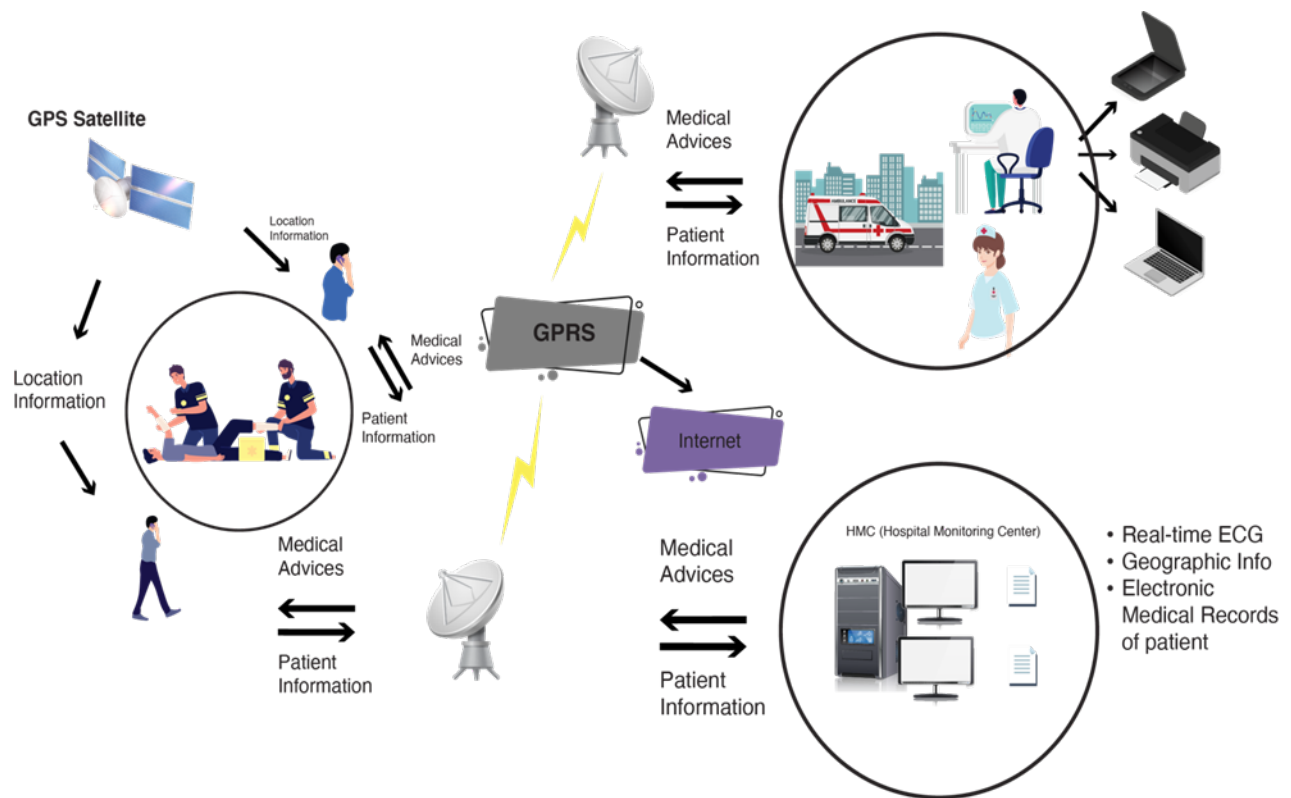 GPS Satellite
Location
Information
Location
Information
Medical
Advices
Patient
Information
Medical
Advices
Patient
Information
GPRS
Internet
Medical
Advices
Patient
Information
AMBULANCE
HMC (Hospital Monitoring Center)
Medical
Advices
Patient
Information
• Real-time ECG
• Geographic Info
• Electronic
Medical Records
of patient